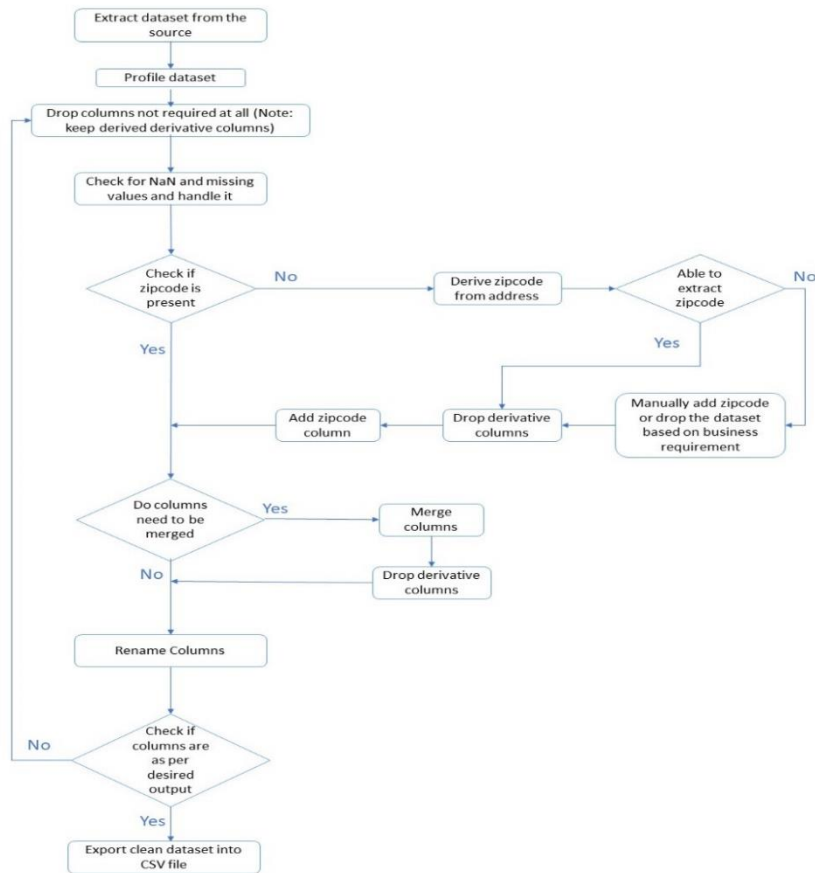 Extract dataset from the
source
Profile dataset
Drop columns not required at all (Note:
keep derived derivative columns)
Check for NaN and missing
values and handle it
Check if
zipcode is
present
No
Derive zipcode
from address
Able to
extract
zipcode
No
Yes
Yes
Add zipcode
column
Drop derivative
columns
Manually add zipcode
or drop the dataset
based on business
requirement
Do columns
need to be
merged
Yes
Merge
columns
No
Drop derivative
columns
Rename Columns
No
Check if
columns are
as per
desired
output
Yes
Export clean dataset into
CSV file